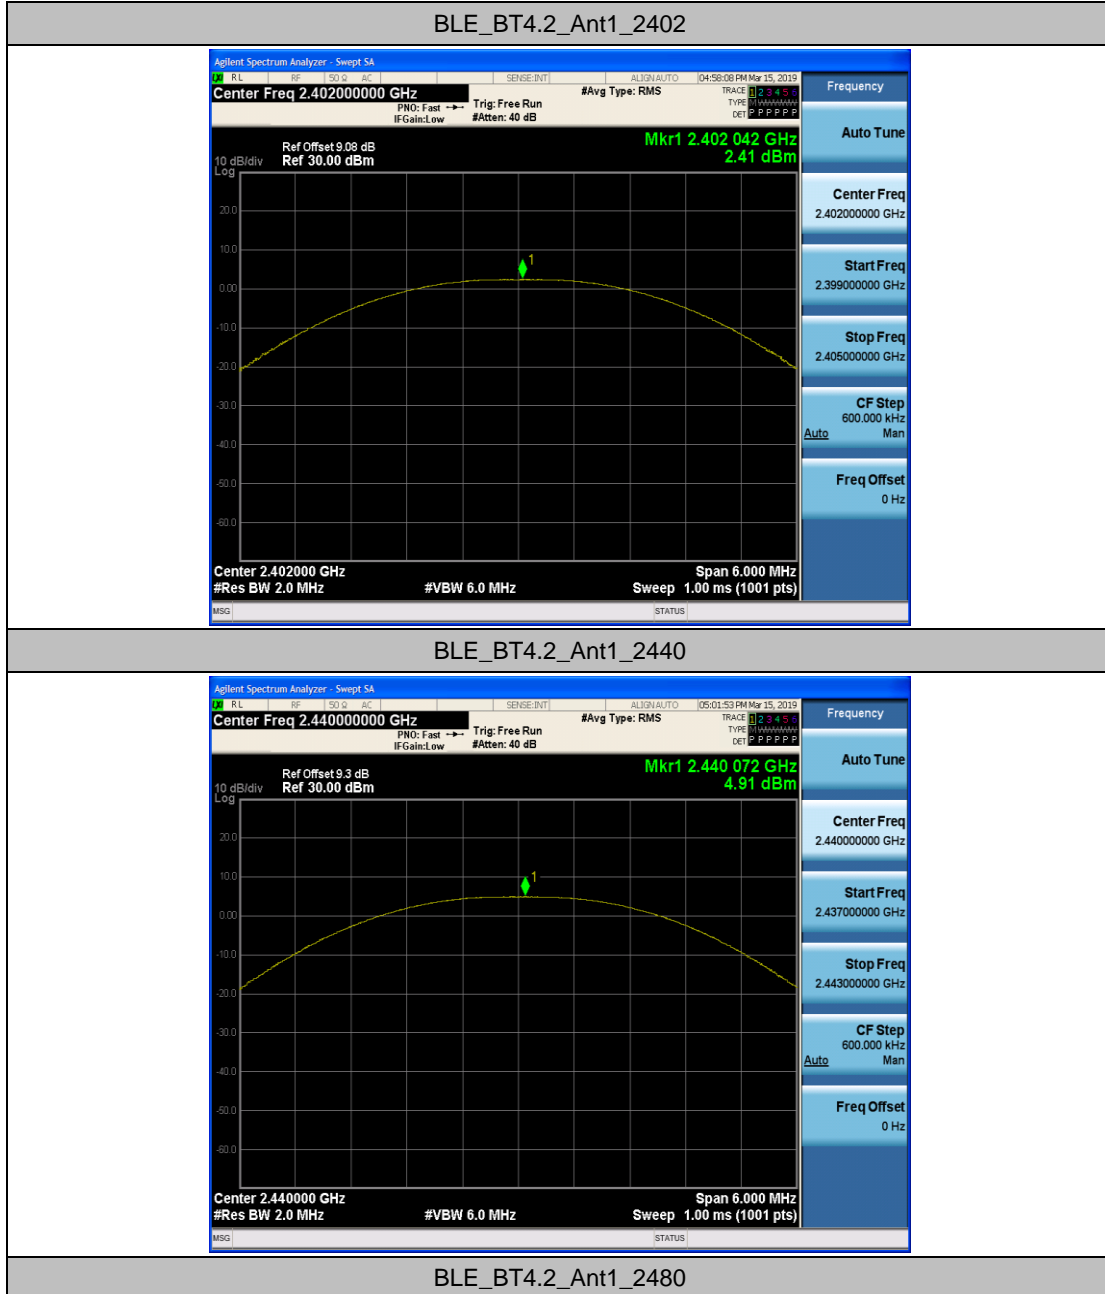 BLE_BT4.2_Ant1_2402
Agilent Spectrum Analyzer - Swept SA
LXI RL RF 50 Ω AC SENSE:INT ALIGNAUTO 04:58:08 PM Mar 15, 2019
Center Freq 2.402000000 GHz #Avg Type: RMS TRACE 1 2 3 4 5 6
PNO: Fast Trig: Free Run TYPE M WWWWW
IFGain:Low #Atten: 40 dB DET P P P P P P
Frequency
Mkr1 2.402 042 GHz
2.41 dBm
Ref Offset 9.08 dB
10 dB/div Ref 30.00 dBm
Log
20.0
10.0
0.00
-10.0
-20.0
-30.0
-40.0
-50.0
-60.0
1
Center 2.402000 GHz Span 6.000 MHz
#Res BW 2.0 MHz #VBW 6.0 MHz Sweep 1.00 ms (1001 pts)
MSG STATUS
Auto Tune
Center Freq
2.402000000 GHz
Start Freq
2.399000000 GHz
Stop Freq
2.405000000 GHz
CF Step
600.000 kHz
Auto Man
Freq Offset
0 Hz
BLE_BT4.2_Ant1_2440
Agilent Spectrum Analyzer - Swept SA
LXI RL RF 50 Ω AC SENSE:INT ALIGNAUTO 05:01:53 PM Mar 15, 2019
Center Freq 2.440000000 GHz #Avg Type: RMS TRACE 1 2 3 4 5 6
PNO: Fast Trig: Free Run TYPE M WWWWW
IFGain:Low #Atten: 40 dB DET P P P P P P
Frequency
Mkr1 2.440 072 GHz
4.91 dBm
Ref Offset 9.3 dB
10 dB/div Ref 30.00 dBm
Log
20.0
10.0
0.00
-10.0
-20.0
-30.0
-40.0
-50.0
-60.0
1
Center 2.440000 GHz Span 6.000 MHz
#Res BW 2.0 MHz #VBW 6.0 MHz Sweep 1.00 ms (1001 pts)
MSG STATUS
Auto Tune
Center Freq
2.440000000 GHz
Start Freq
2.437000000 GHz
Stop Freq
2.443000000 GHz
CF Step
600.000 kHz
Auto Man
Freq Offset
0 Hz
BLE_BT4.2_Ant1_2480